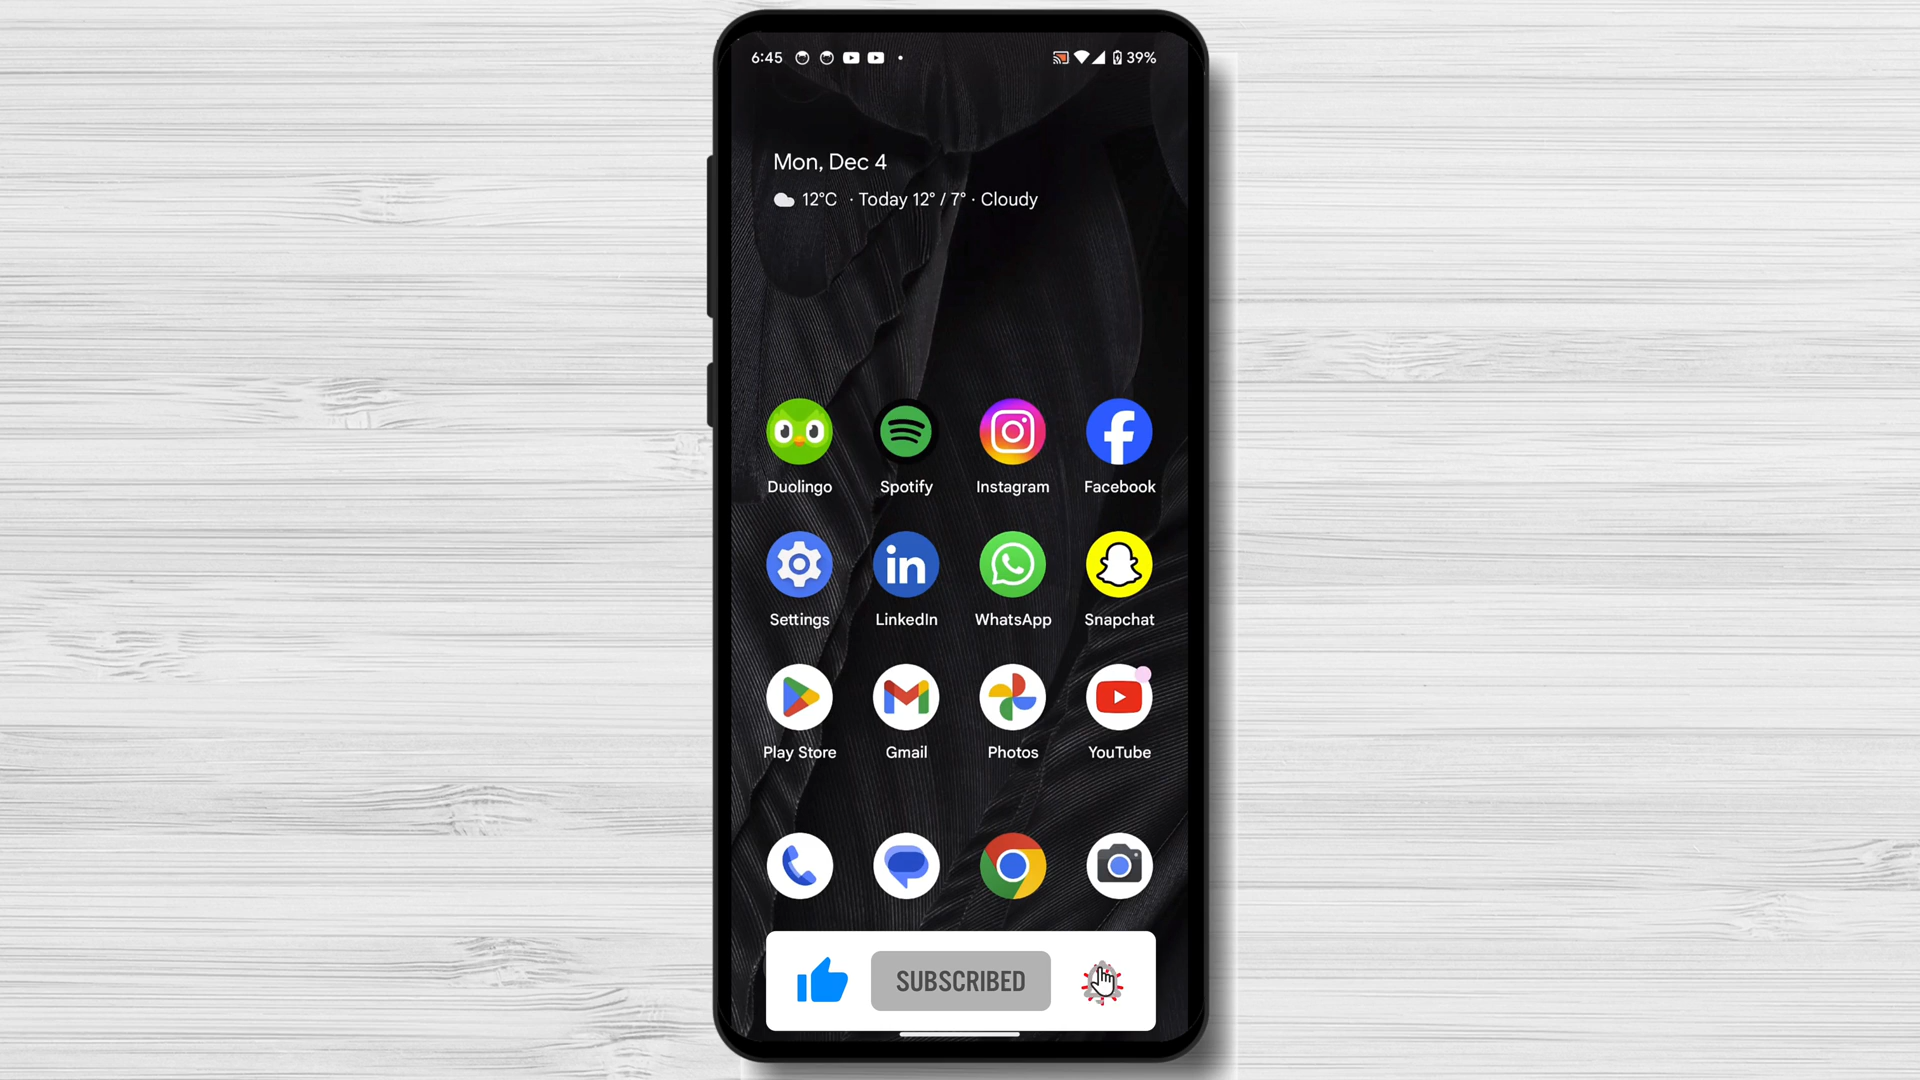 6:45
39%
Mon, Dec 4
12°C · Today 12° / 7° · Cloudy
Duolingo Spotify Instagram Facebook
in
Settings LinkedIn WhatsApp Snapchat
Play Store Gmail Photos YouTube
SUBSCRIBED